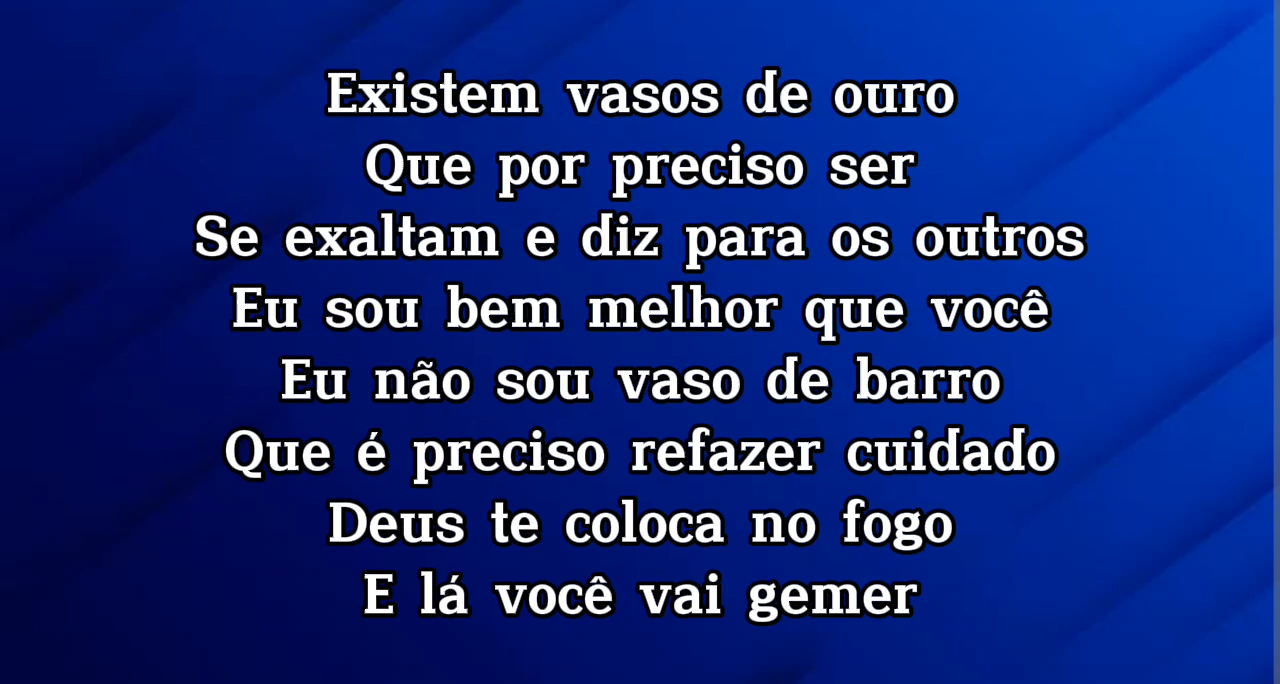 Existem vasos de ouro
Que por preciso ser
Se exaltam e diz para os outros
Eu sou bem melhor que você
Eu não sou vaso de barro
Que é preciso refazer cuidado
Deus te coloca no fogo
E lá você vai gemer